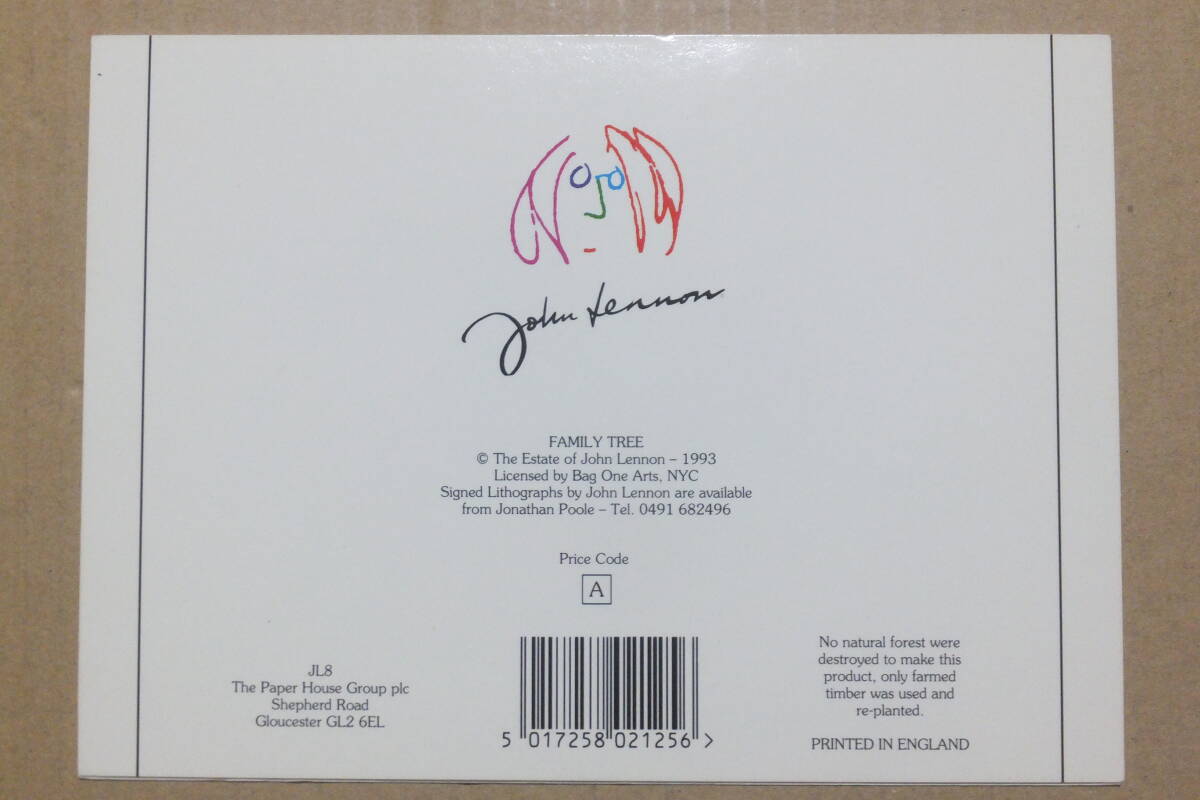 John Lennon
FAMILY TREE
© The Estate of John Lennon – 1993
Licensed by Bag One Arts, NYC
Signed Lithographs by John Lennon are available
from Jonathan Poole – Tel. 0491 682496
Price Code
A
JL8
The Paper House Group plc
Shepherd Road
Gloucester GL2 6EL
5 017258 021256 >
No natural forest were
destroyed to make this
product, only farmed
timber was used and
re-planted.
PRINTED IN ENGLAND